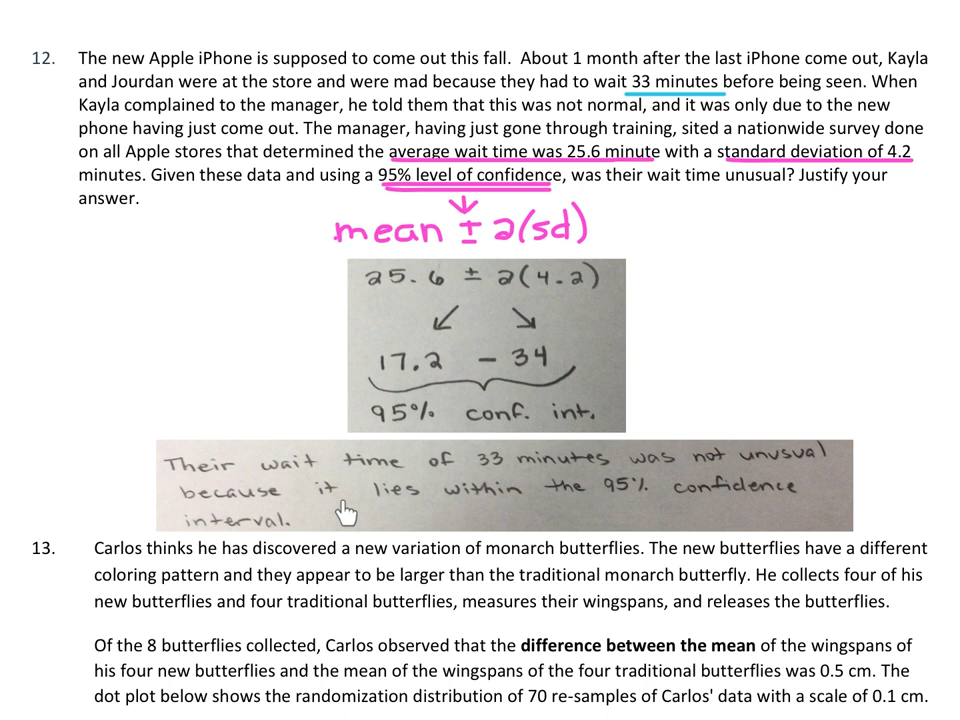 12. The new Apple iPhone is supposed to come out this fall. About 1 month after the last iPhone come out, Kayla
and Jourdan were at the store and were mad because they had to wait 33 minutes before being seen. When
Kayla complained to the manager, he told them that this was not normal, and it was only due to the new
phone having just come out. The manager, having just gone through training, sited a nationwide survey done
on all Apple stores that determined the average wait time was 25.6 minute with a standard deviation of 4.2
minutes. Given these data and using a 95% level of confidence, was their wait time unusual? Justify your
answer.
mean ± 2(sd)
25.6 ± 2(4.2)
17.2 - 34
95% conf. int.
Their wait time of 33 minutes was not unusual
because it lies within the 95% confidence
interval.
13. Carlos thinks he has discovered a new variation of monarch butterflies. The new butterflies have a different
coloring pattern and they appear to be larger than the traditional monarch butterfly. He collects four of his
new butterflies and four traditional butterflies, measures their wingspans, and releases the butterflies.
Of the 8 butterflies collected, Carlos observed that the difference between the mean of the wingspans of
his four new butterflies and the mean of the wingspans of the four traditional butterflies was 0.5 cm. The
dot plot below shows the randomization distribution of 70 re-samples of Carlos' data with a scale of 0.1 cm.